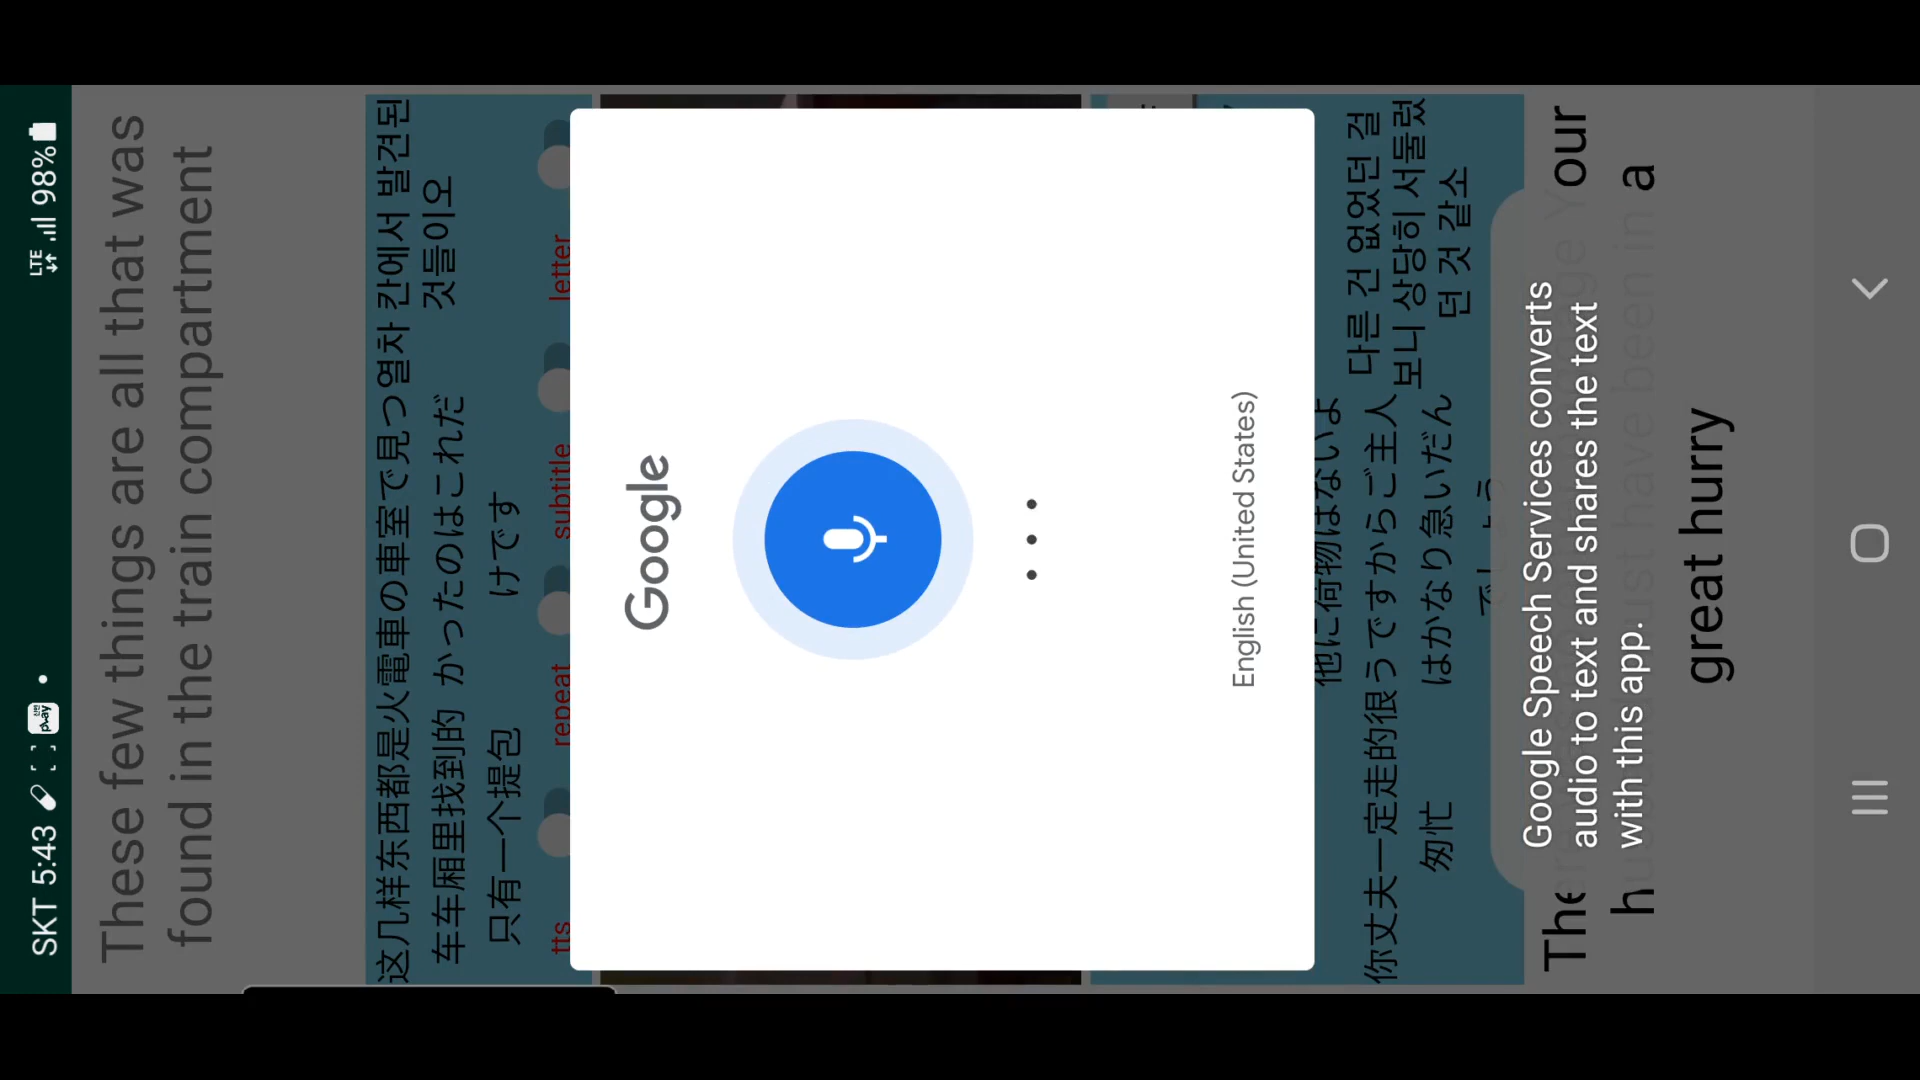 SKT 5:43 LTE 98%
These few things are all that was
found in the train compartment
这几样东西都是火
车车厢里找到的
只有一个提包
電車の車室で見つ
かったのはこれだ
けです
열차 칸에서 발견된
것들이오
tts repeat subtitle letter
Google
English (United States)
你丈夫一定走的很
匆忙
他に荷物はないよ
うですからご主人
はかなり急いだん
다른 건 없었던 걸
보니 상당히 서둘렀
던 것 같소
Google Speech Services converts
audio to text and shares the text
with this app.
must have been in a
great hurry